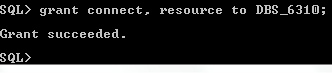 SQL> grant connect, resource to DBS_6310;
Grant succeeded.
SQL>